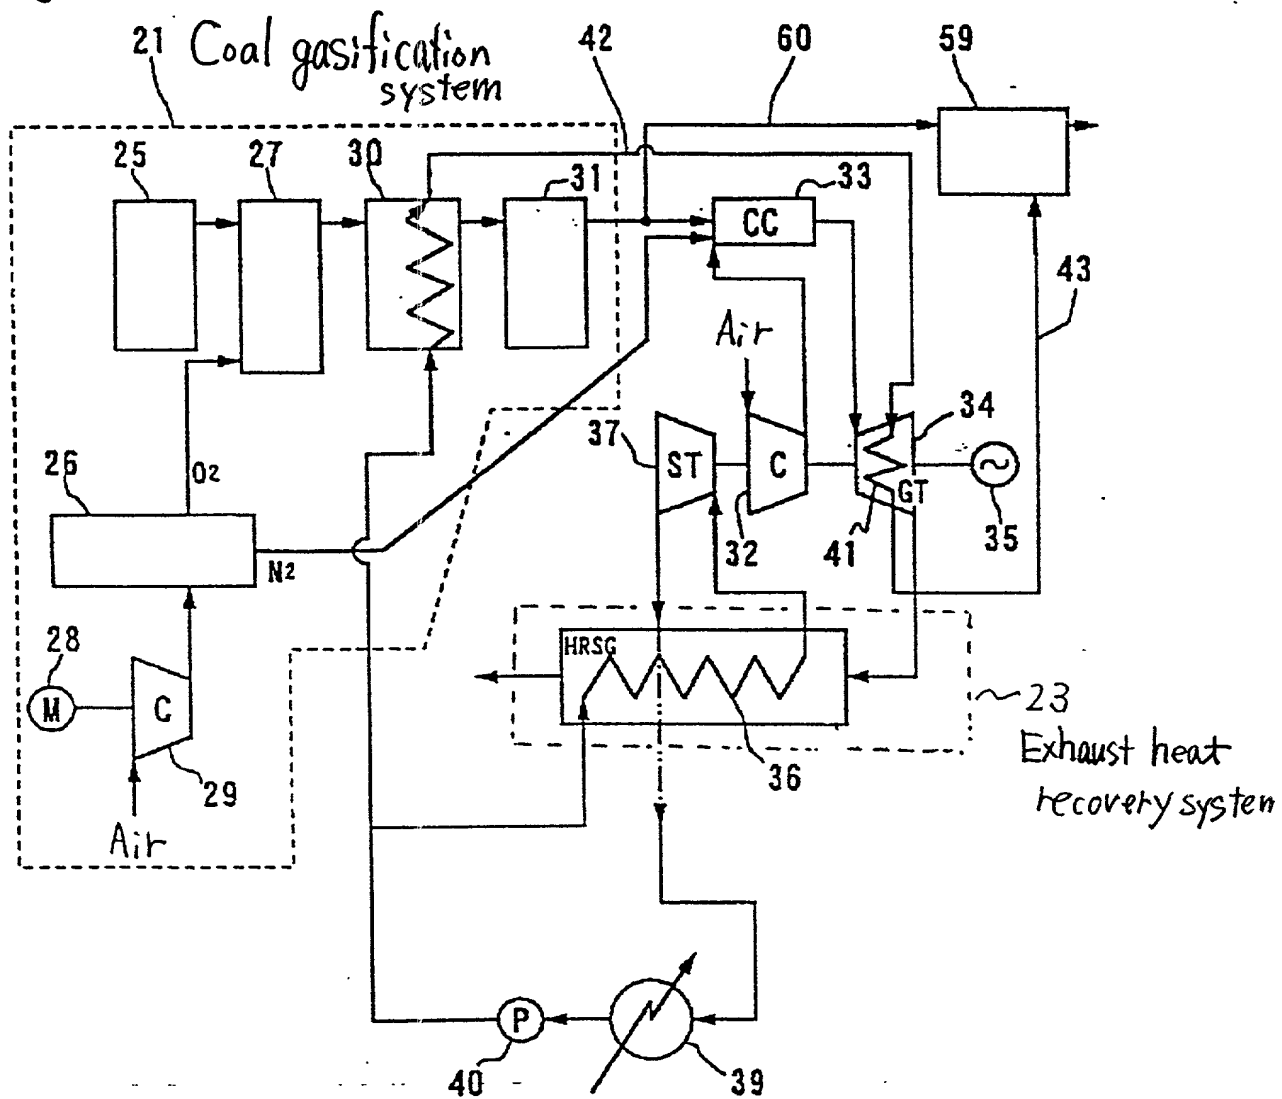 21 Coal gasification system
42
60
59
25
27
30
31
33
CC
43
Air
34
37
ST
C
GT
26
O2
32
41
35
N2
28
HRSG
M
C
23
Exhaust heat
recovery system
29
36
Air
P
40
39